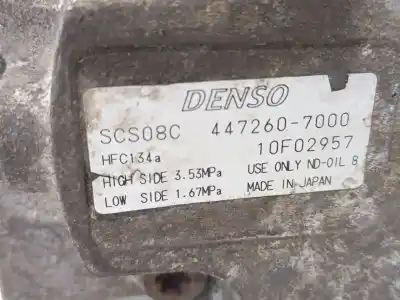 DENSO
SCS08C 447260-7000
10F02957
HFC134a
USE ONLY ND-OIL 8
HIGH SIDE 3.53MPa
LOW SIDE 1.67MPa
MADE IN JAPAN